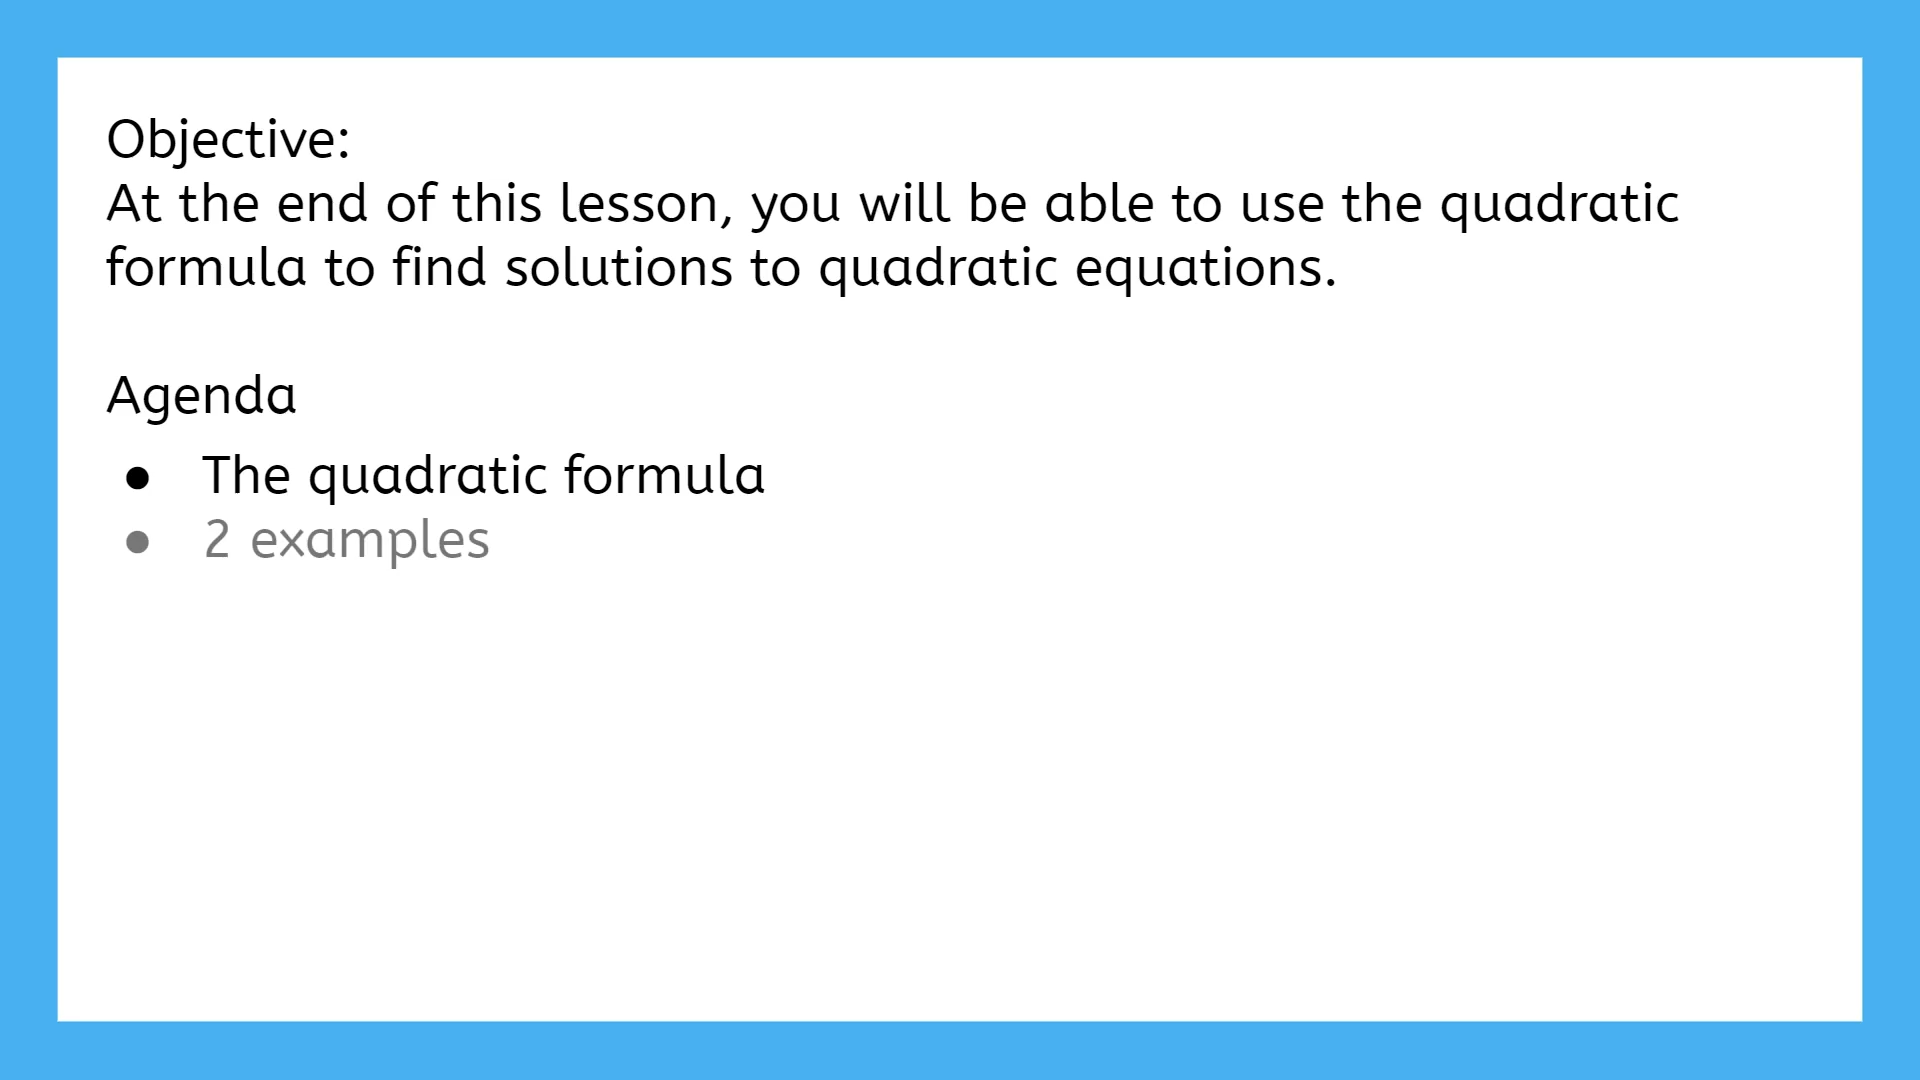 Objective:
At the end of this lesson, you will be able to use the quadratic
formula to find solutions to quadratic equations.
Agenda
● The quadratic formula
● 2 examples